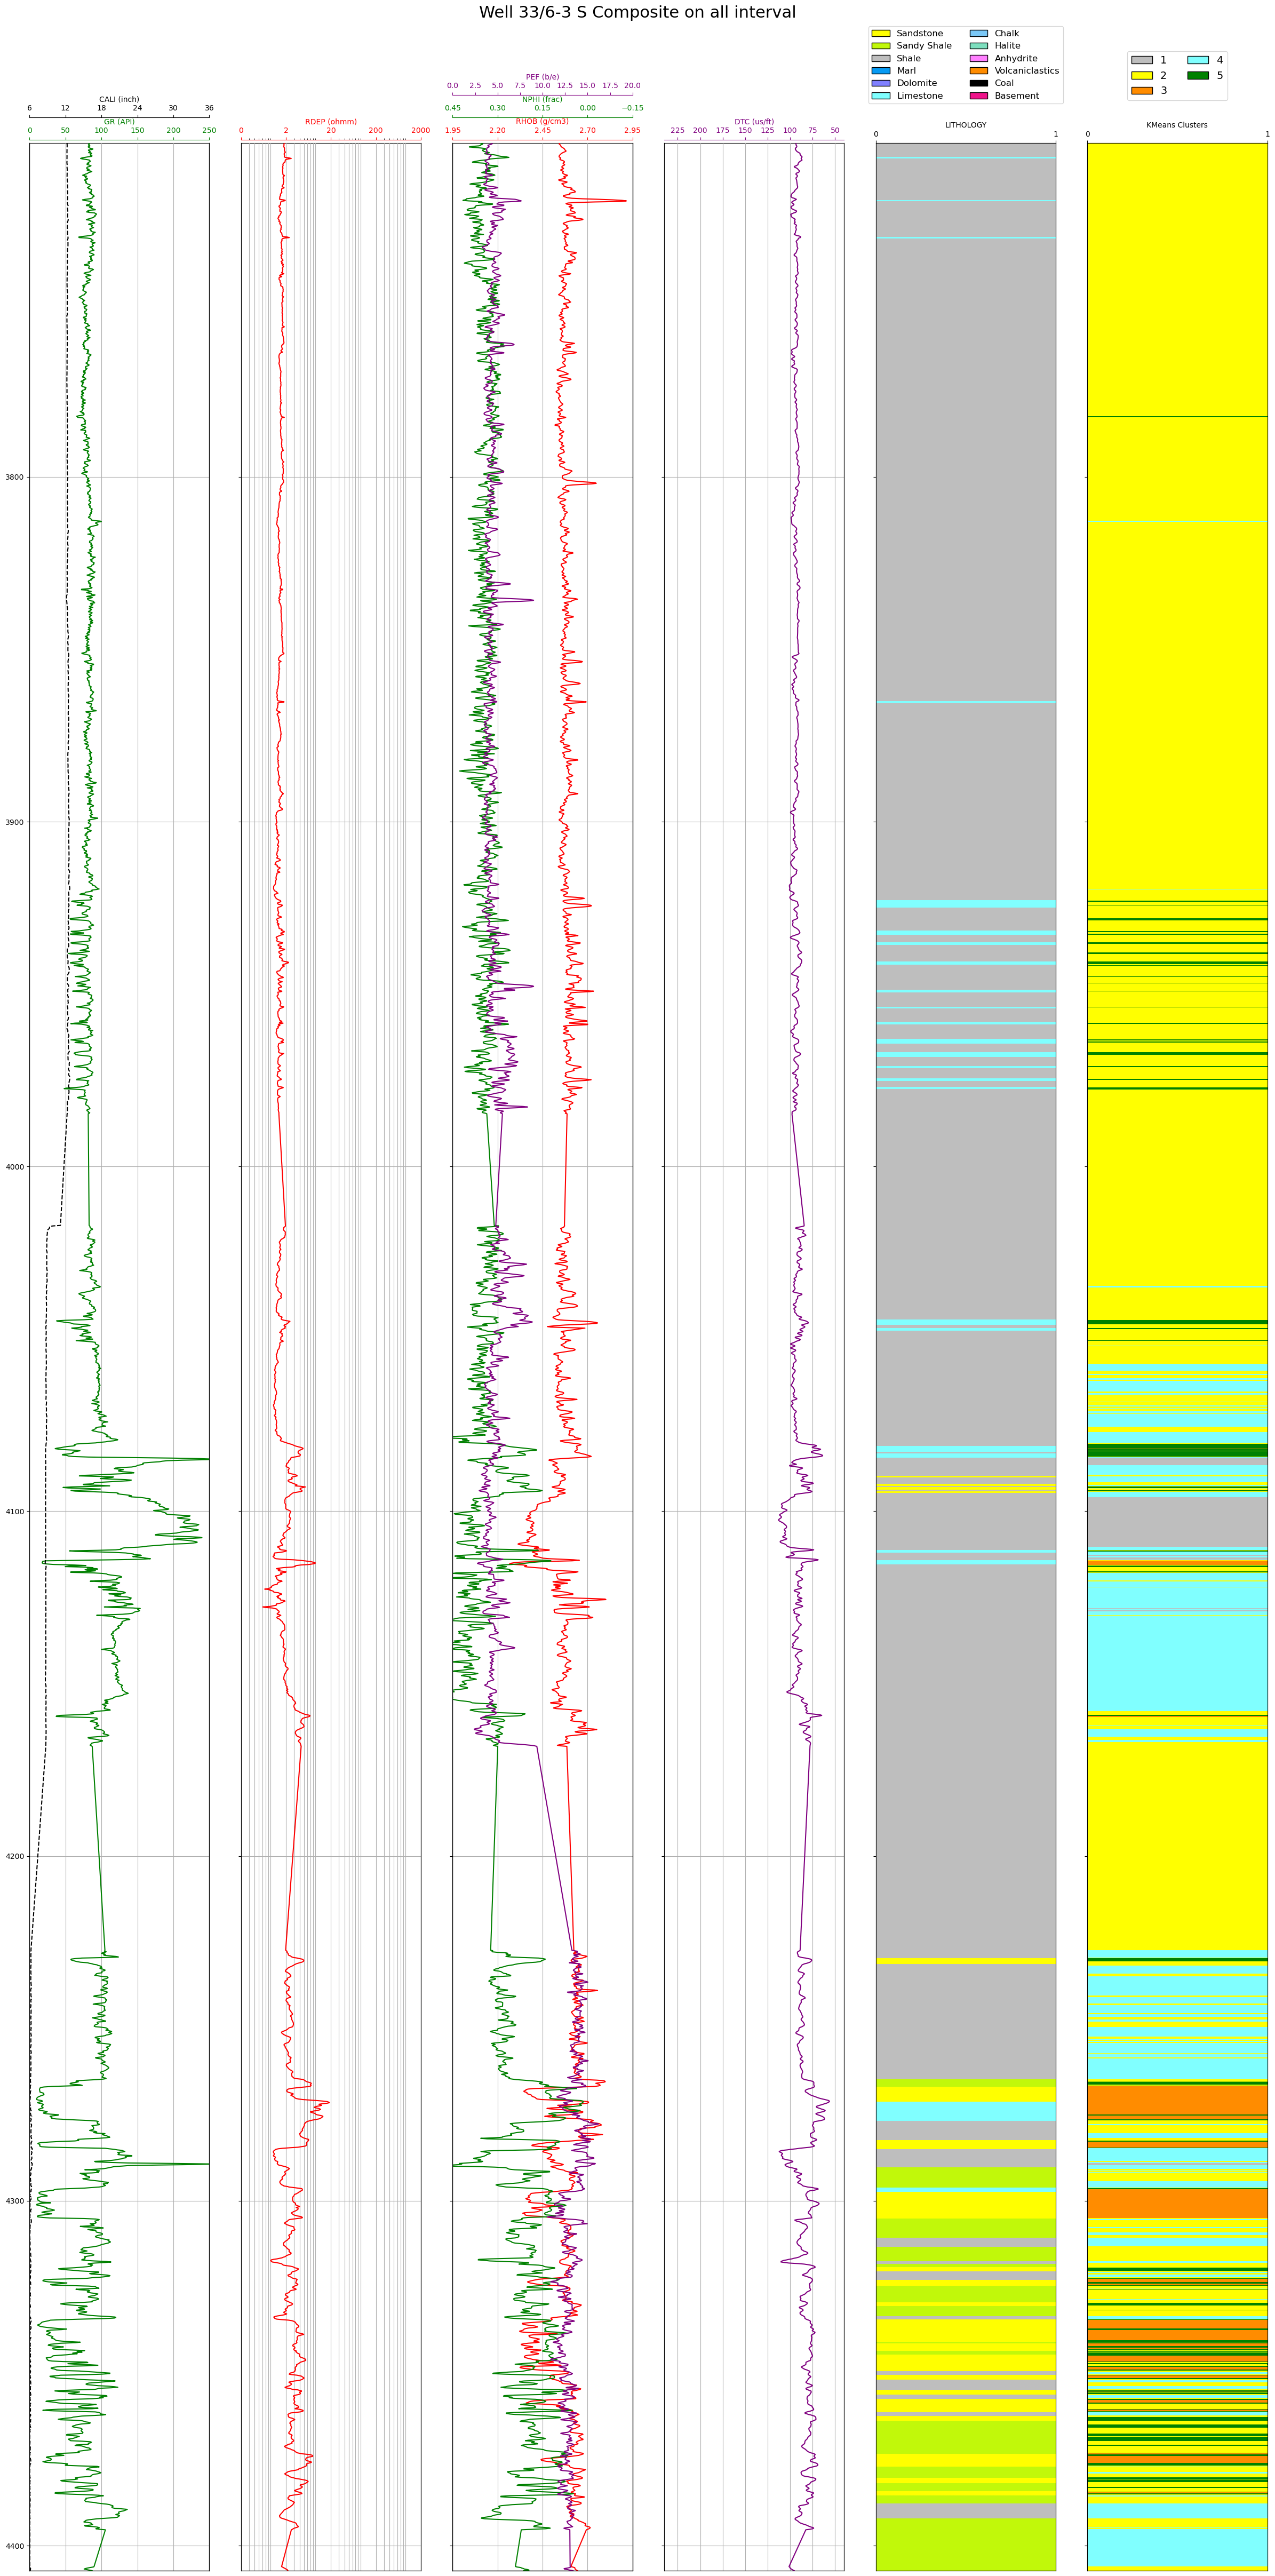 Well 33/6-3 S Composite on all interval
Sandstone Chalk
Sandy Shale Halite
Shale Anhydrite
Marl Volcaniclastics
Dolomite Coal
Limestone Basement
1 4
2 5
3
PEF (b/e)
0.0 2.5 5.0 7.5 10.0 12.5 15.0 17.5 20.0
CALI (inch)
6 12 18 24 30 36
NPHI (frac)
0.45 0.30 0.15 0.00 −0.15
GR (API)
0 50 100 150 200 250
RDEP (ohmm)
0 2 20 200 2000
RHOB (g/cm3)
1.95 2.20 2.45 2.70 2.95
DTC (us/ft)
225 200 175 150 125 100 75 50
LITHOLOGY
0 1
KMeans Clusters
0 1
3800
3900
4000
4100
4200
4300
4400